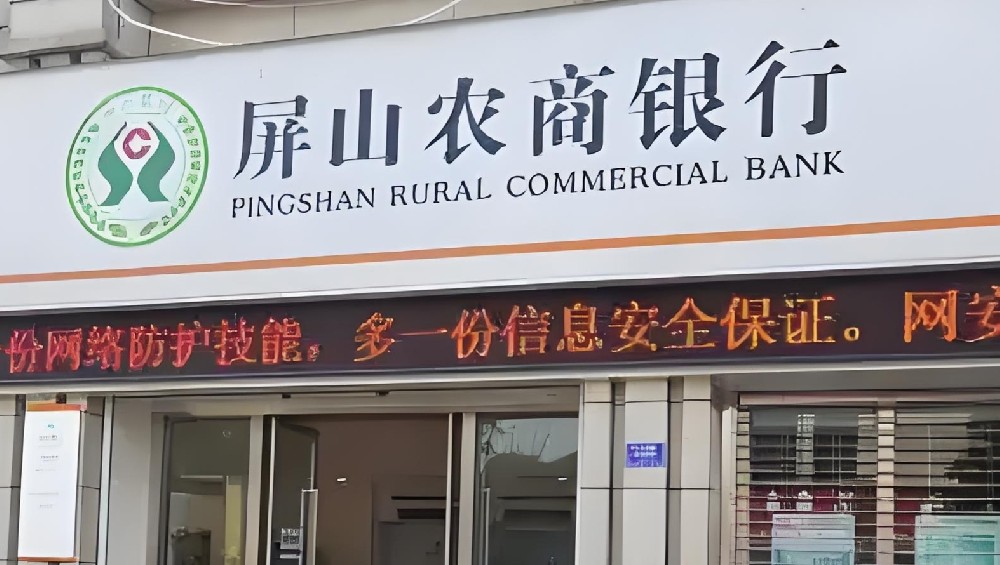 屏山农商银行
PINGSHAN RURAL COMMERCIAL BANK
份网络防护技能，多一份信息安全保证。网安